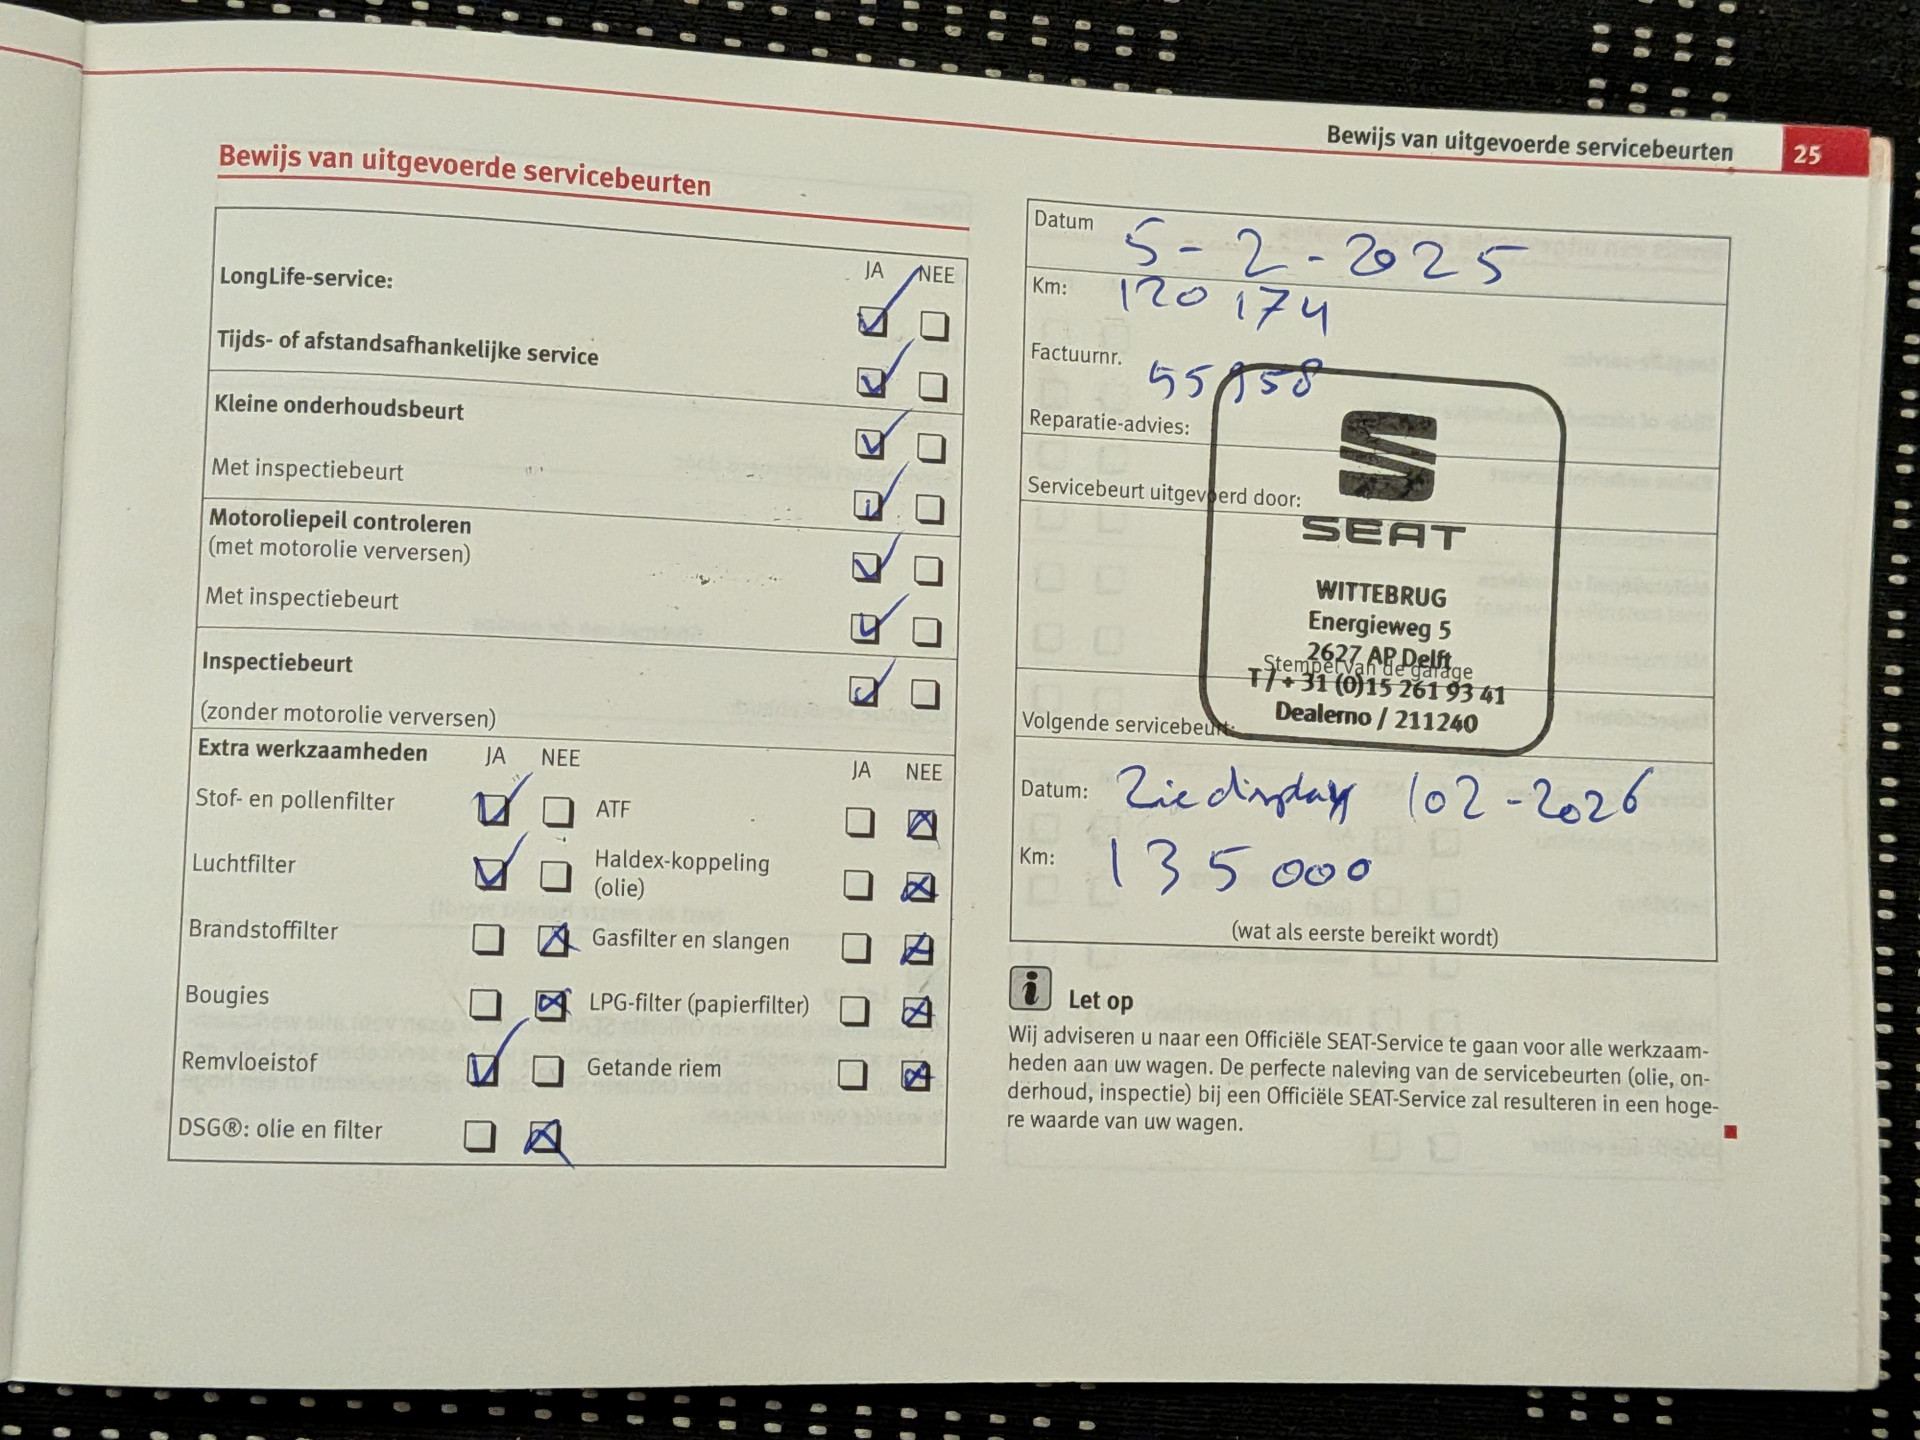 Bewijs van uitgevoerde servicebeurten 25
Bewijs van uitgevoerde servicebeurten
JA NEE
LongLife-service:
Tijds- of afstandsafhankelijke service
Kleine onderhoudsbeurt
Met inspectiebeurt
Motoroliepeil controleren
(met motorolie verversen)
Met inspectiebeurt
Inspectiebeurt
(zonder motorolie verversen)
Extra werkzaamheden JA NEE JA NEE
Stof- en pollenfilter ATF
Luchtfilter Haldex-koppeling
(olie)
Brandstoffilter Gasfilter en slangen
Bougies LPG-filter (papierfilter)
Remvloeistof Getande riem
DSG®: olie en filter
Datum 5-2-2025
Km: 120 174
Factuurnr. 55958
Reparatie-advies:
Servicebeurt uitgevoerd door:
SEAT
WITTEBRUG
Energieweg 5
2627 AP Delft
Stempel van de garage
T / + 31 (0)15 261 93 41
Dealerno / 211240
Volgende servicebeurt:
Datum: Zie display /02-2026
Km: 135 000
(wat als eerste bereikt wordt)
i Let op
Wij adviseren u naar een Officiële SEAT-Service te gaan voor alle werkzaam-
heden aan uw wagen. De perfecte naleving van de servicebeurten (olie, on-
derhoud, inspectie) bij een Officiële SEAT-Service zal resulteren in een hoge-
re waarde van uw wagen.